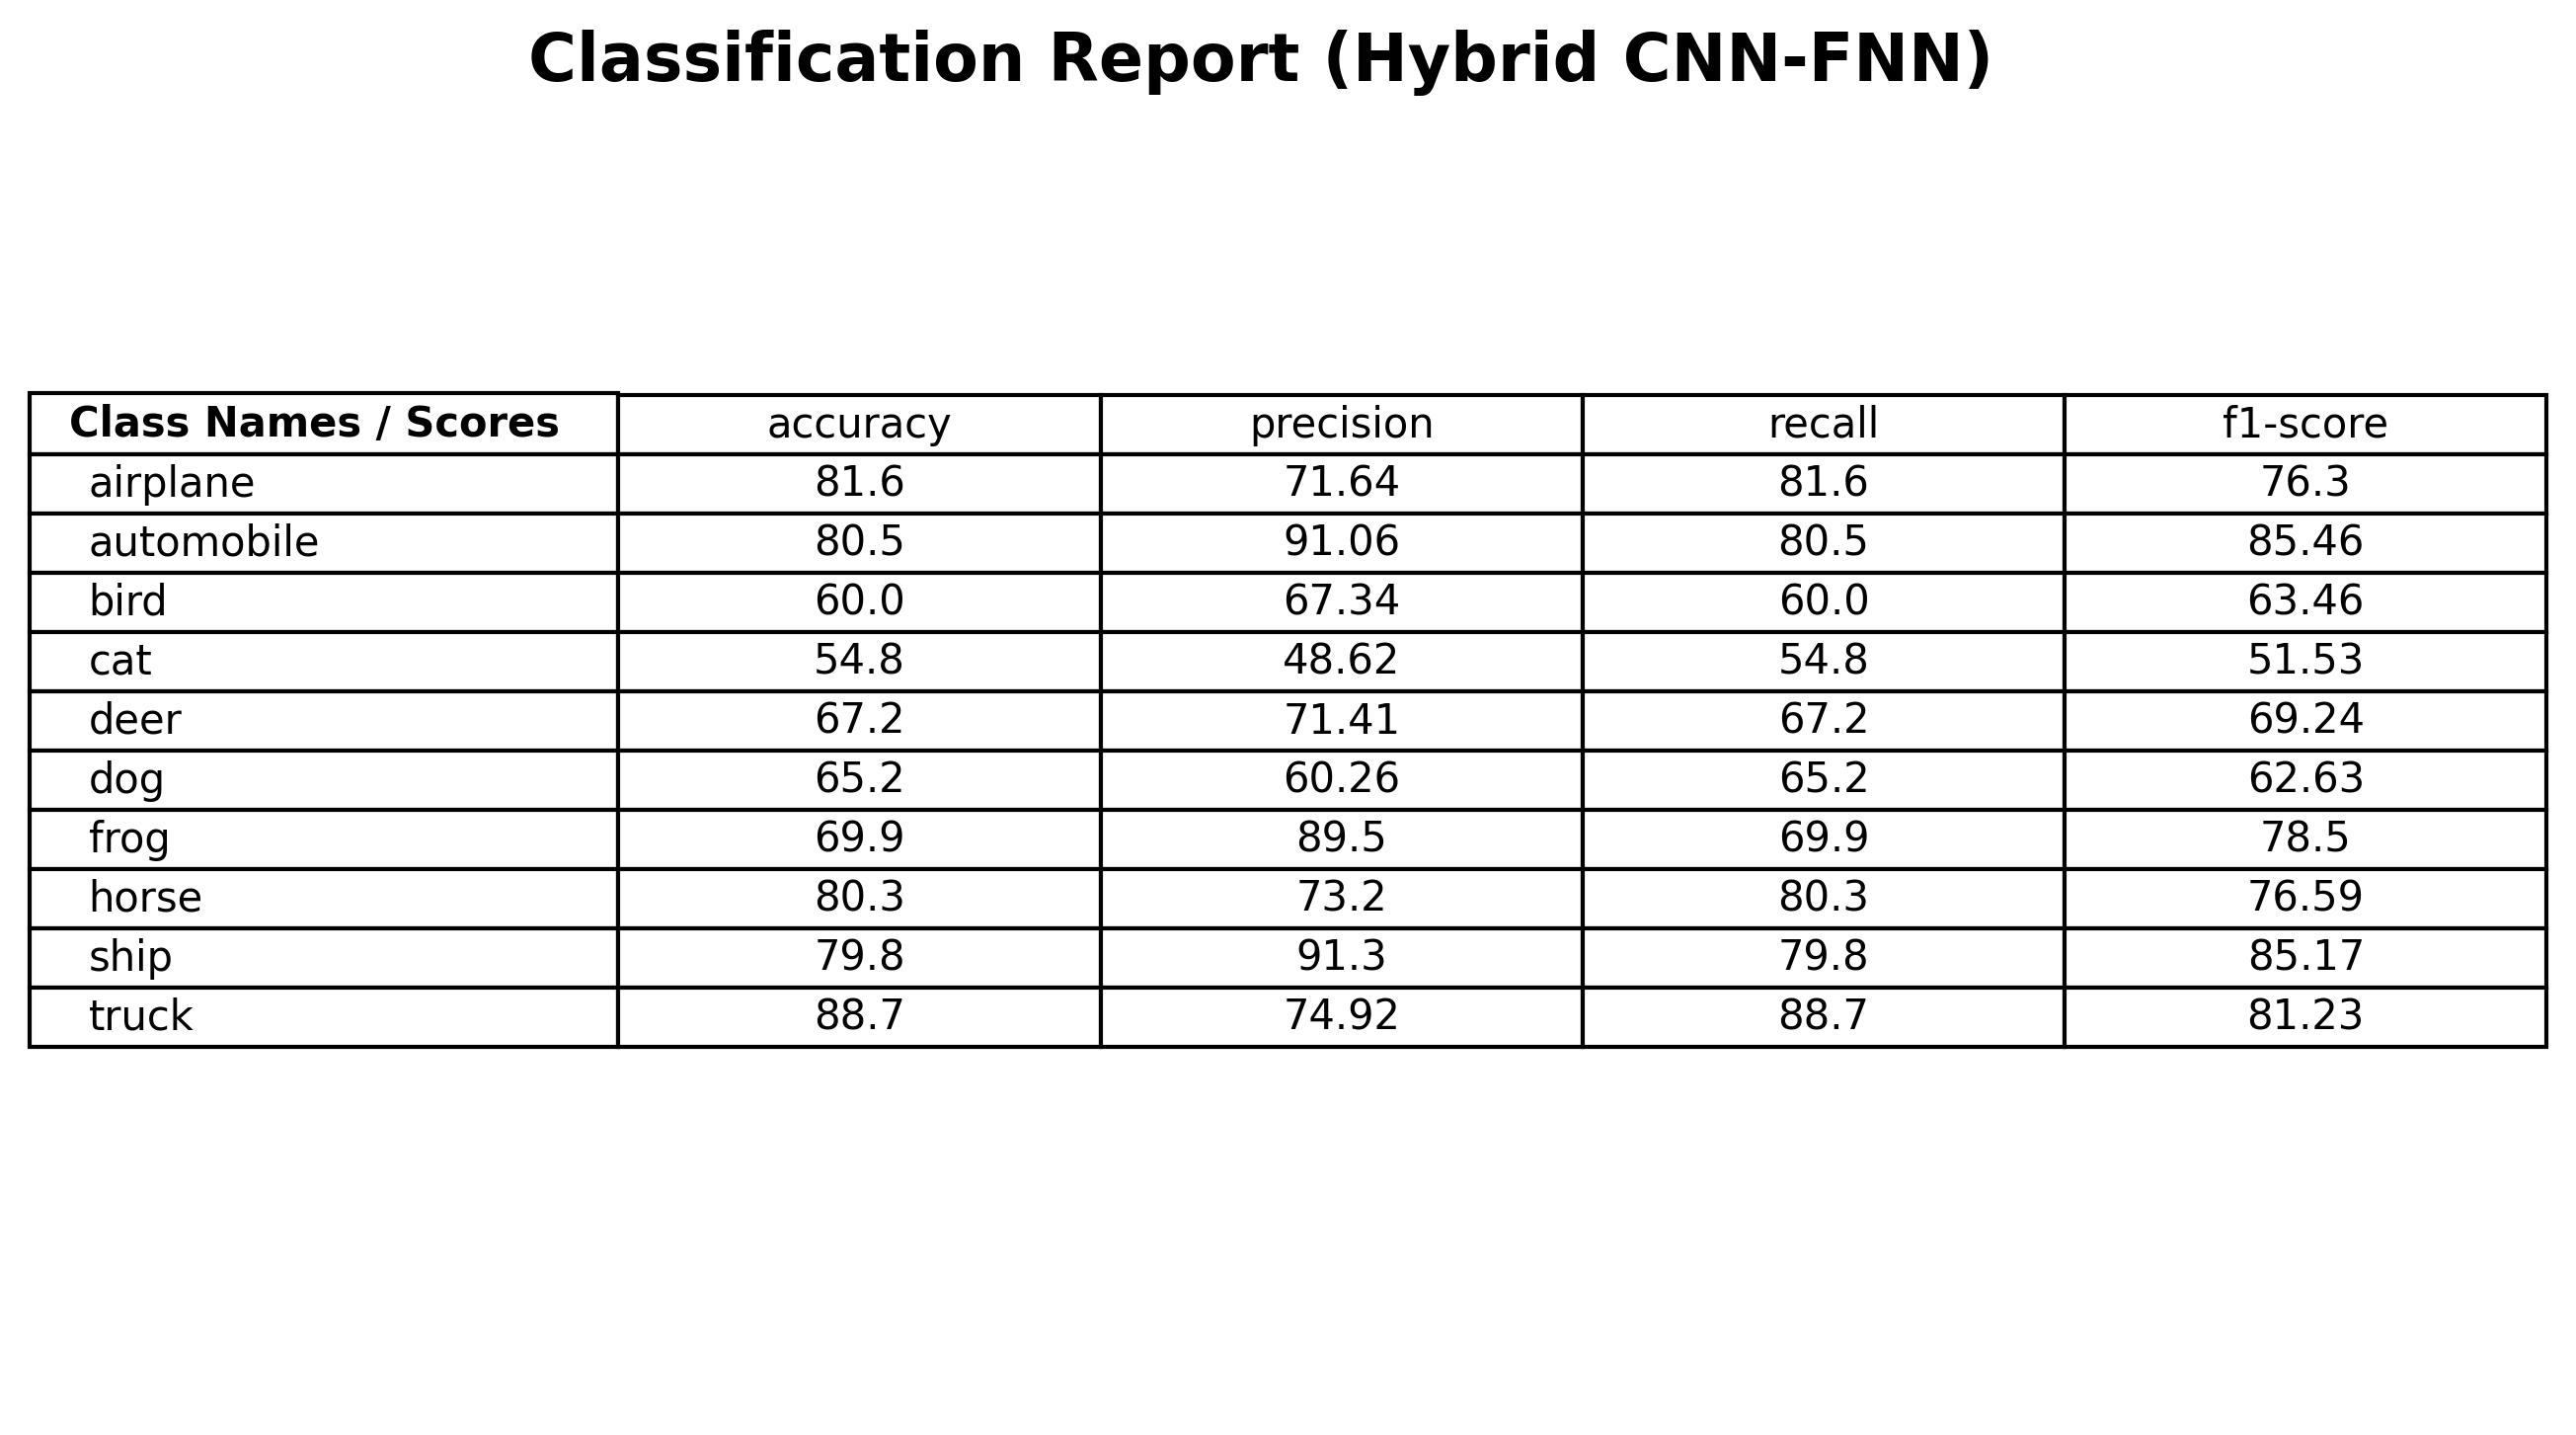 Classification Report (Hybrid CNN-FNN)
Class Names / Scores accuracy precision recall f1-score
airplane 81.6 71.64 81.6 76.3
automobile 80.5 91.06 80.5 85.46
bird 60.0 67.34 60.0 63.46
cat 54.8 48.62 54.8 51.53
deer 67.2 71.41 67.2 69.24
dog 65.2 60.26 65.2 62.63
frog 69.9 89.5 69.9 78.5
horse 80.3 73.2 80.3 76.59
ship 79.8 91.3 79.8 85.17
truck 88.7 74.92 88.7 81.23